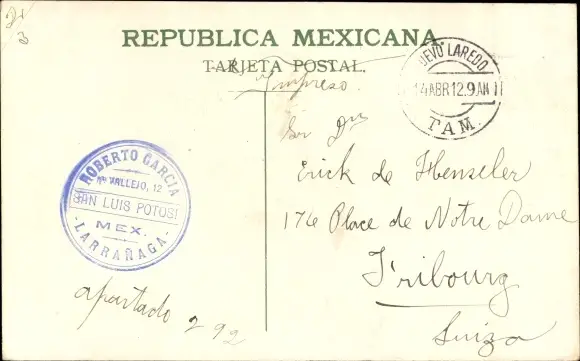 REPUBLICA MEXICANA.
TARJETA POSTAL.
Impreso.
NUEVO LAREDO
14 ABR 12. 9 AM
TAM.
Sr Dn
Erick de Henseler
176 Place de Notre Dame
Fribourg
Suiza
ROBERTO GARCIA
VALLEJO, 12
SAN LUIS POTOSI
MEX.
LARRAÑAGA
apartado 292